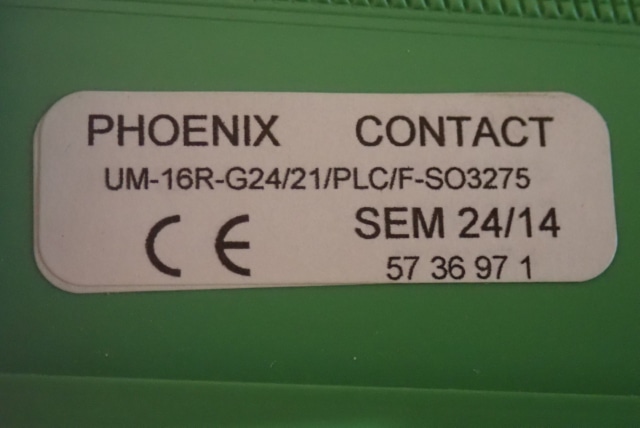 PHOENIX CONTACT
UM-16R-G24/21/PLC/F-SO3275
CE SEM 24/14
57 36 97 1